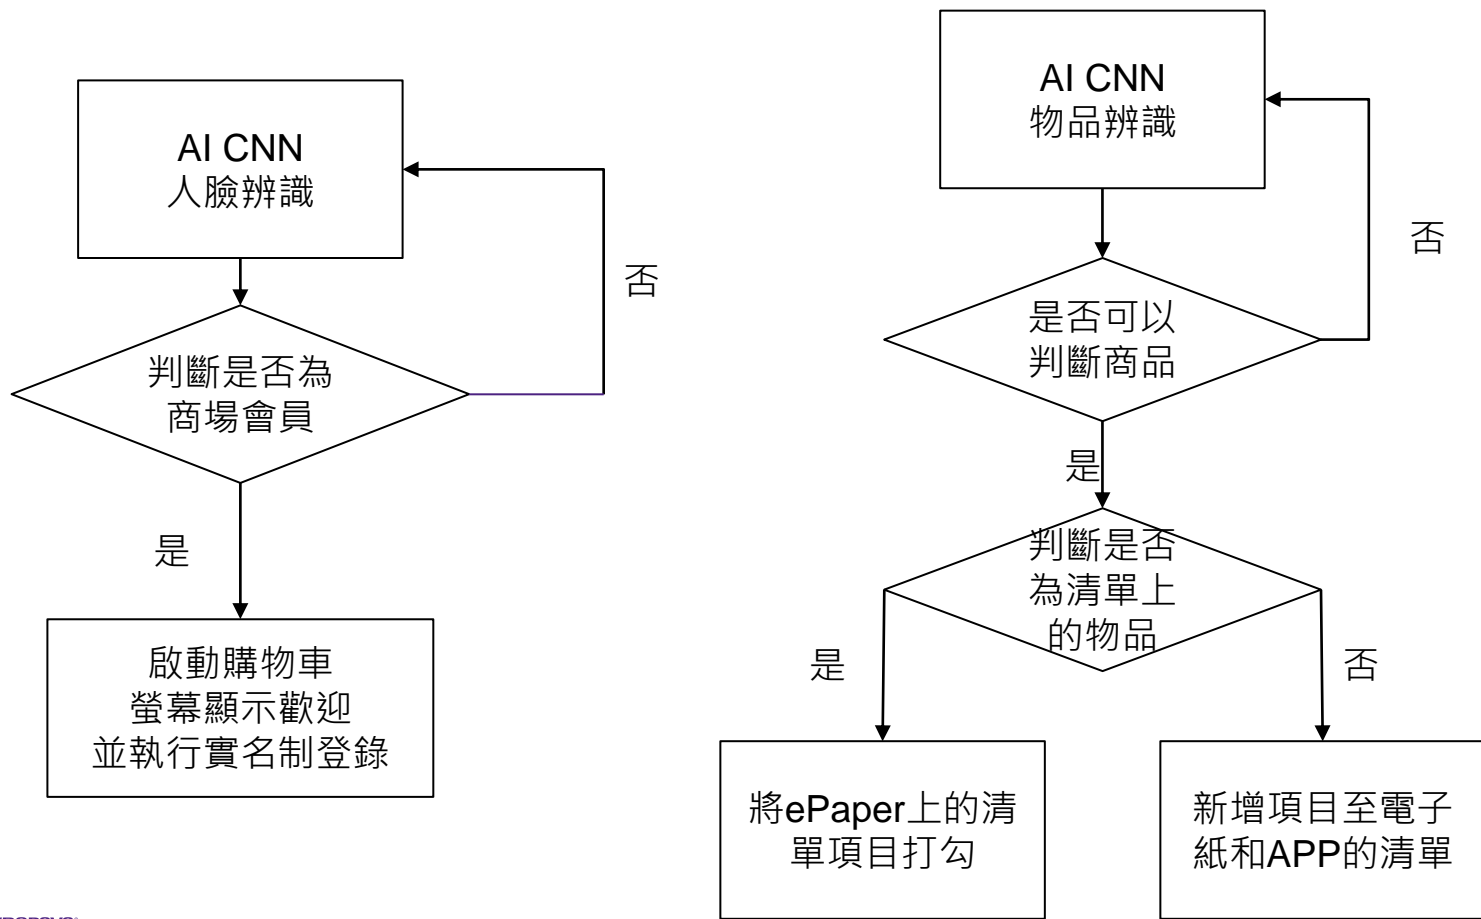 AI CNN
人臉辨識
否
判斷是否為
商場會員
是
啟動購物車
螢幕顯示歡迎
並執行實名制登錄
AI CNN
物品辨識
否
是否可以
判斷商品
是
判斷是否
為清單上
的物品
是
否
將ePaper上的清
單項目打勾
新增項目至電子
紙和APP的清單